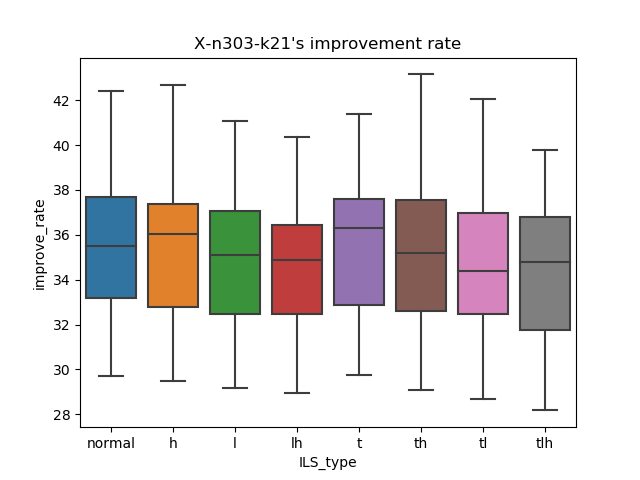 X-n303-k21's improvement rate
42
40
38
36
34
32
30
28
improve_rate
normal h l lh t th tl tlh
ILS_type